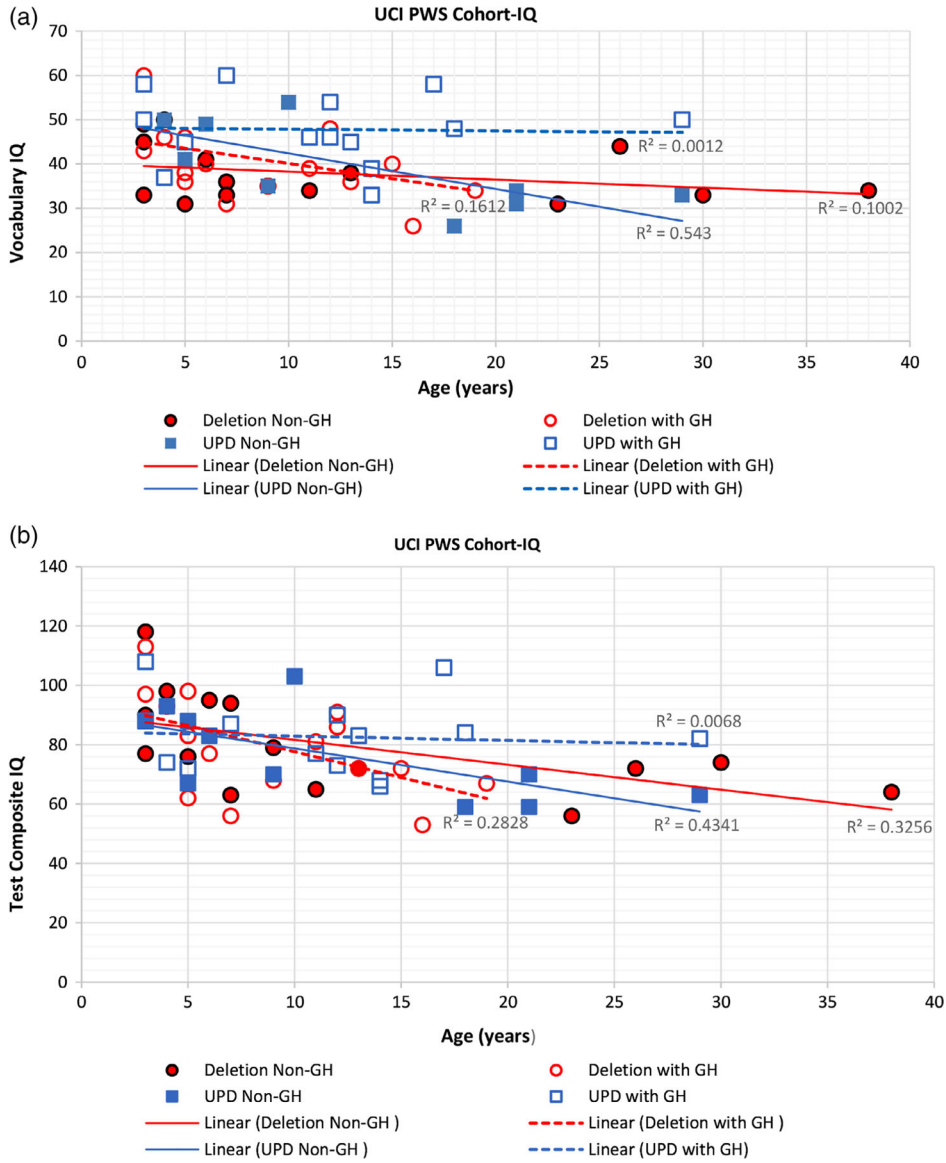 (a)
UCI PWS Cohort-IQ
70
60
50
40
30
20
10
0
Vocabulary IQ
R² = 0.0012
R² = 0.1612
R² = 0.1002
R² = 0.543
0 5 10 15 20 25 30 35 40
Age (years)
Deletion Non-GH Deletion with GH
UPD Non-GH UPD with GH
Linear (Deletion Non-GH) Linear (Deletion with GH)
Linear (UPD Non-GH) Linear (UPD with GH)
(b)
UCI PWS Cohort-IQ
140
120
100
80
60
40
20
0
Test Composite IQ
R² = 0.0068
R² = 0.2828
R² = 0.4341
R² = 0.3256
0 5 10 15 20 25 30 35 40
Age (years)
Deletion Non-GH Deletion with GH
UPD Non-GH UPD with GH
Linear (Deletion Non-GH ) Linear (Deletion with GH )
Linear (UPD Non-GH ) Linear (UPD with GH)